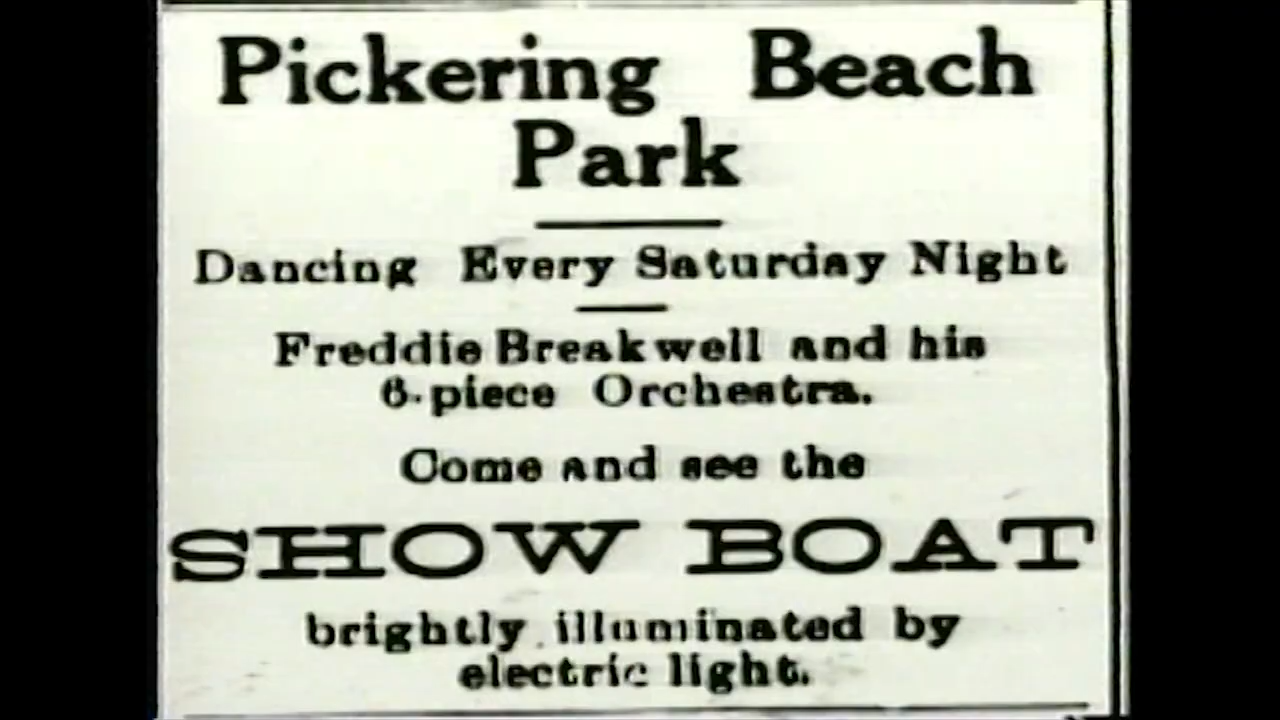 Pickering Beach
Park
Dancing Every Saturday Night
Freddie Breakwell and his
6-piece Orchestra.
Come and see the
SHOW BOAT
brightly illuminated by
electric light.